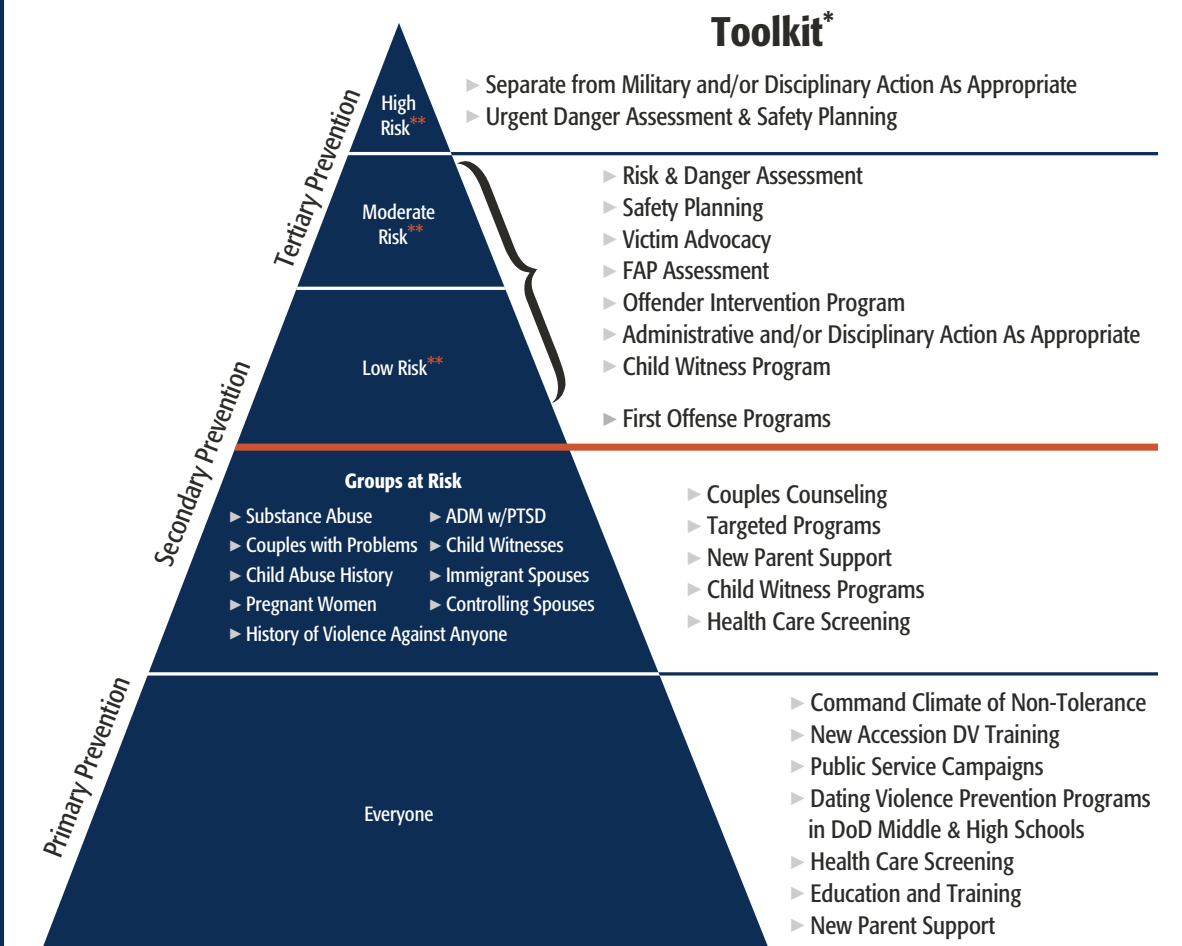 Toolkit*
Tertiary Prevention
High
Risk**
► Separate from Military and/or Disciplinary Action As Appropriate
► Urgent Danger Assessment & Safety Planning
Moderate
Risk**
Low Risk**
► Risk & Danger Assessment
► Safety Planning
► Victim Advocacy
► FAP Assessment
► Offender Intervention Program
► Administrative and/or Disciplinary Action As Appropriate
► Child Witness Program
► First Offense Programs
Secondary Prevention
Groups at Risk
► Substance Abuse
► Couples with Problems
► Child Abuse History
► Pregnant Women
► History of Violence Against Anyone
► ADM w/PTSD
► Child Witnesses
► Immigrant Spouses
► Controlling Spouses
► Couples Counseling
► Targeted Programs
► New Parent Support
► Child Witness Programs
► Health Care Screening
Primary Prevention
Everyone
► Command Climate of Non-Tolerance
► New Accession DV Training
► Public Service Campaigns
► Dating Violence Prevention Programs
in DoD Middle & High Schools
► Health Care Screening
► Education and Training
► New Parent Support